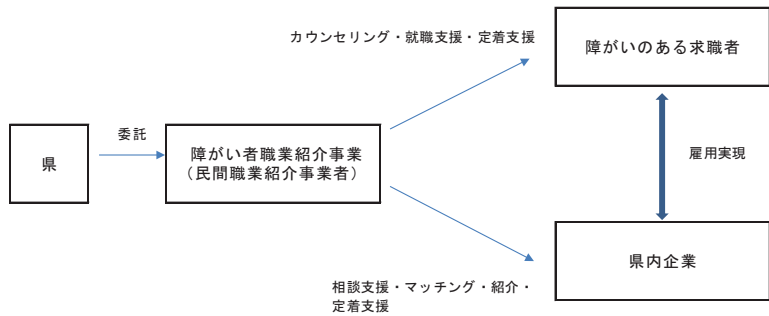 カウンセリング・就職支援・定着支援
障がいのある求職者
県
委託
障がい者職業紹介事業
（民間職業紹介事業者）
雇用実現
県内企業
相談支援・マッチング・紹介・
定着支援